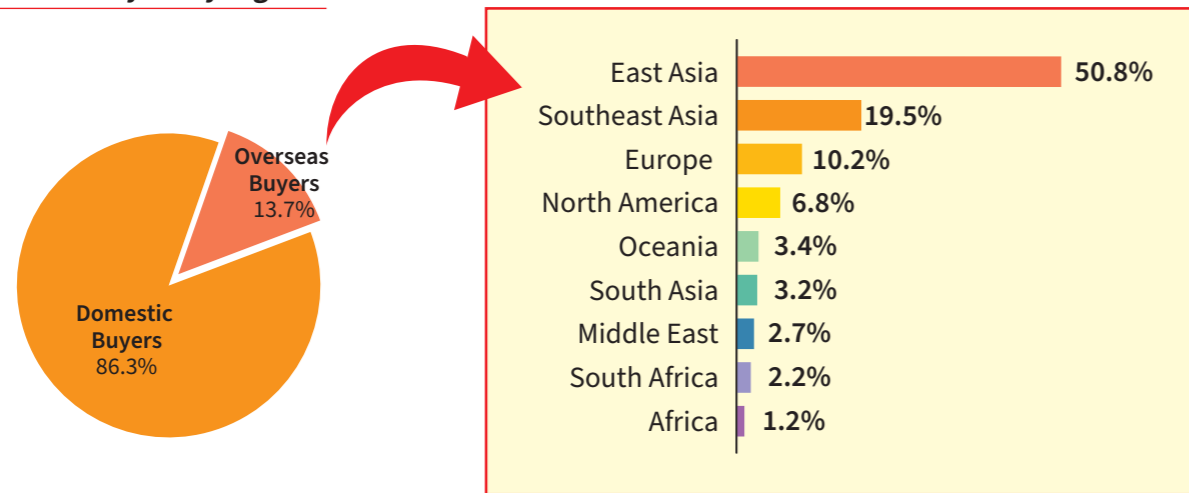 Overseas
Buyers
13.7%
Domestic
Buyers
86.3%
East Asia 50.8%
Southeast Asia 19.5%
Europe 10.2%
North America 6.8%
Oceania 3.4%
South Asia 3.2%
Middle East 2.7%
South Africa 2.2%
Africa 1.2%